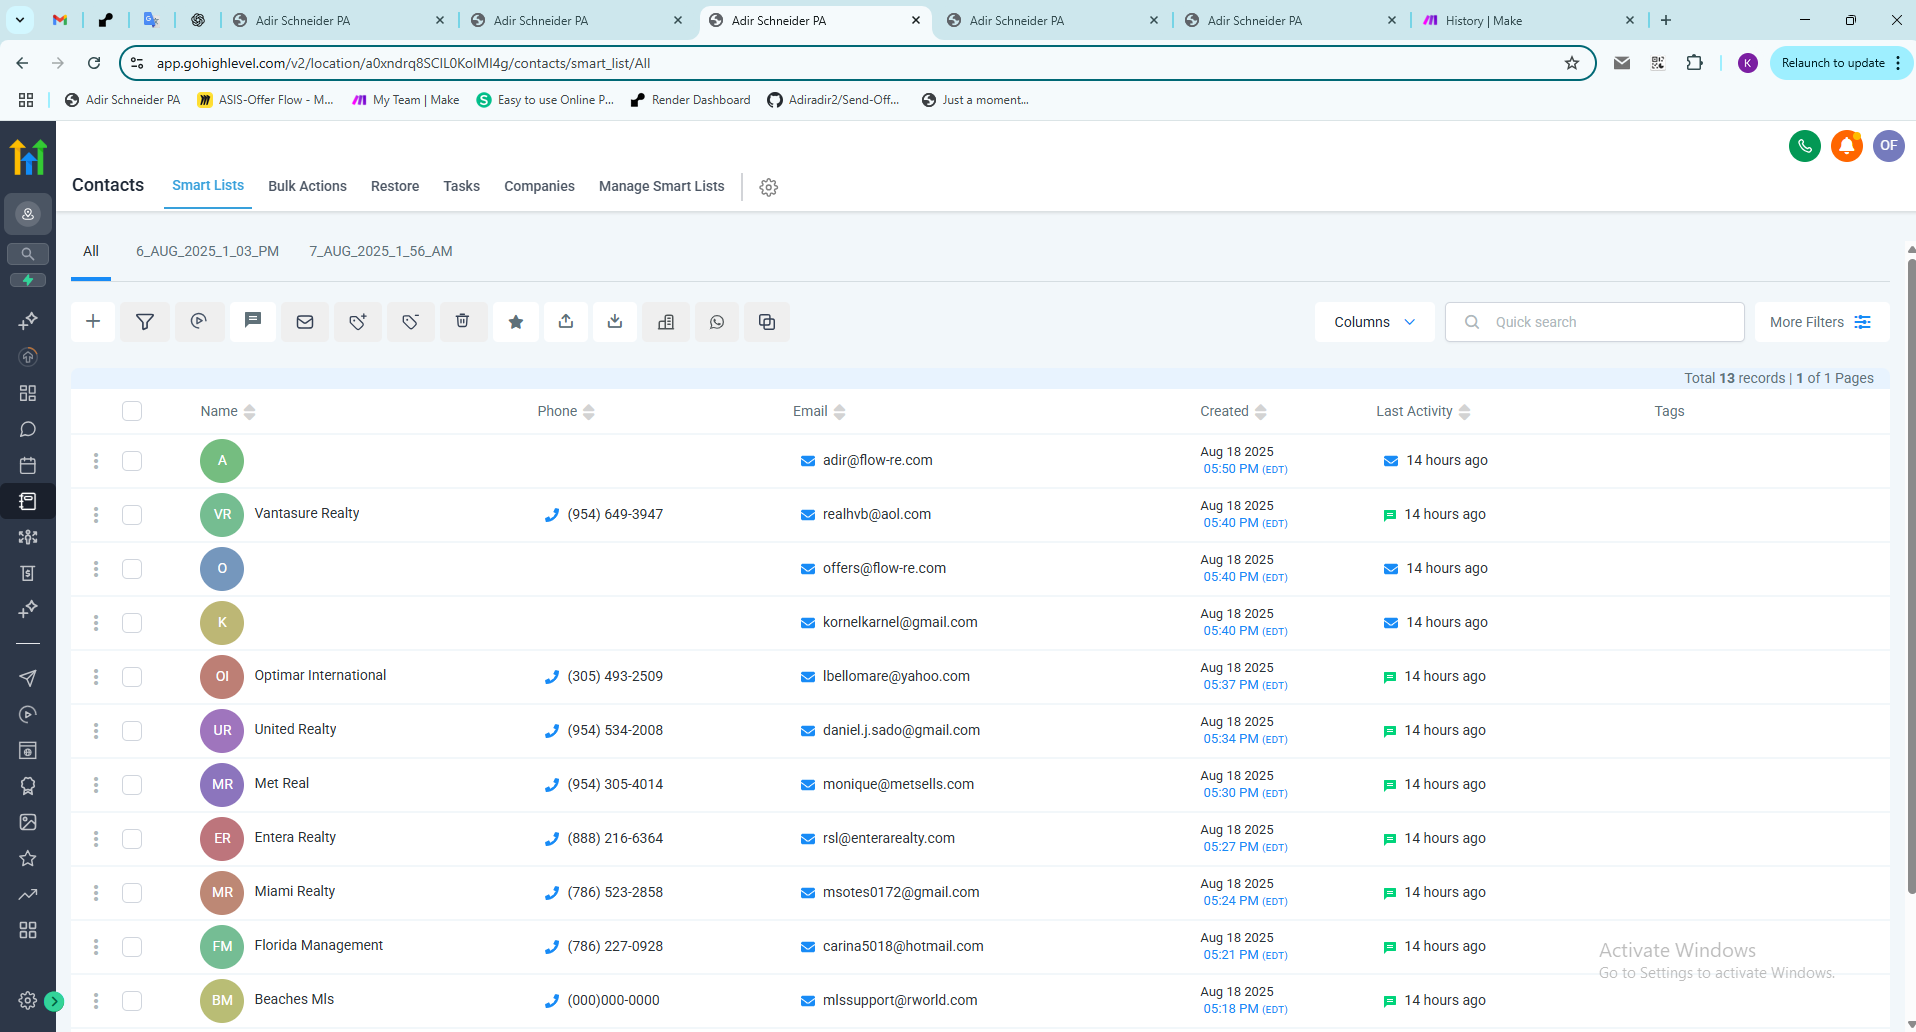 Adir Schneider PA
Adir Schneider PA
Adir Schneider PA
Adir Schneider PA
Adir Schneider PA
History | Make
app.gohighlevel.com/v2/location/a0xndrq8SCIL0KoIMI4g/contacts/smart_list/All
K
Relaunch to update
Adir Schneider PA
ASIS-Offer Flow - M...
My Team | Make
Easy to use Online P...
Render Dashboard
Adiradir2/Send-Off...
Just a moment...
OF
Contacts
Smart Lists
Bulk Actions
Restore
Tasks
Companies
Manage Smart Lists
All
6_AUG_2025_1_03_PM
7_AUG_2025_1_56_AM
Columns
Quick search
More Filters
Total 13 records | 1 of 1 Pages
Name Phone Email Created Last Activity Tags
A adir@flow-re.com Aug 18 2025 05:50 PM (EDT) 14 hours ago
VR Vantasure Realty (954) 649-3947 realhvb@aol.com Aug 18 2025 05:40 PM (EDT) 14 hours ago
O offers@flow-re.com Aug 18 2025 05:40 PM (EDT) 14 hours ago
K kornelkarnel@gmail.com Aug 18 2025 05:40 PM (EDT) 14 hours ago
OI Optimar International (305) 493-2509 lbellomare@yahoo.com Aug 18 2025 05:37 PM (EDT) 14 hours ago
UR United Realty (954) 534-2008 daniel.j.sado@gmail.com Aug 18 2025 05:34 PM (EDT) 14 hours ago
MR Met Real (954) 305-4014 monique@metsells.com Aug 18 2025 05:30 PM (EDT) 14 hours ago
ER Entera Realty (888) 216-6364 rsl@enterarealty.com Aug 18 2025 05:27 PM (EDT) 14 hours ago
MR Miami Realty (786) 523-2858 msotes0172@gmail.com Aug 18 2025 05:24 PM (EDT) 14 hours ago
FM Florida Management (786) 227-0928 carina5018@hotmail.com Aug 18 2025 05:21 PM (EDT) 14 hours ago
BM Beaches Mls (000)000-0000 mlssupport@rworld.com Aug 18 2025 05:18 PM (EDT) 14 hours ago
Activate Windows
Go to Settings to activate Windows.